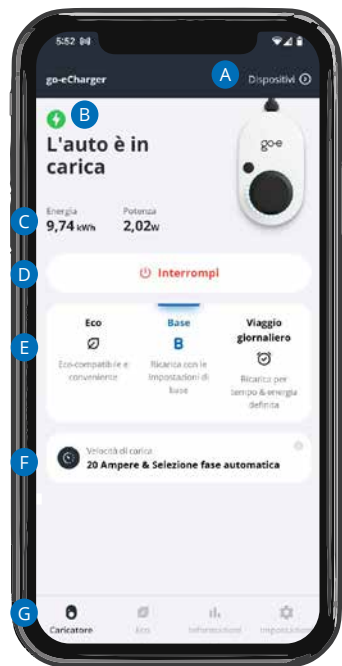 5:52
A
go-eCharger
Dispositivi
B
L'auto è in
carica
go-e
C
Energia
Potenza
9,74 kWh
2,02w
D
Interrompi
E
Eco
Base
Viaggio
giornaliero
B
Eco-compatibile e
conveniente
Ricarica con le
impostazioni di
base
Ricarica per
tempo & energia
definita
F
Velocità di carica
20 Ampere & Selezione fase automatica
G
Caricatore
Eco
Informazioni
Impostazioni